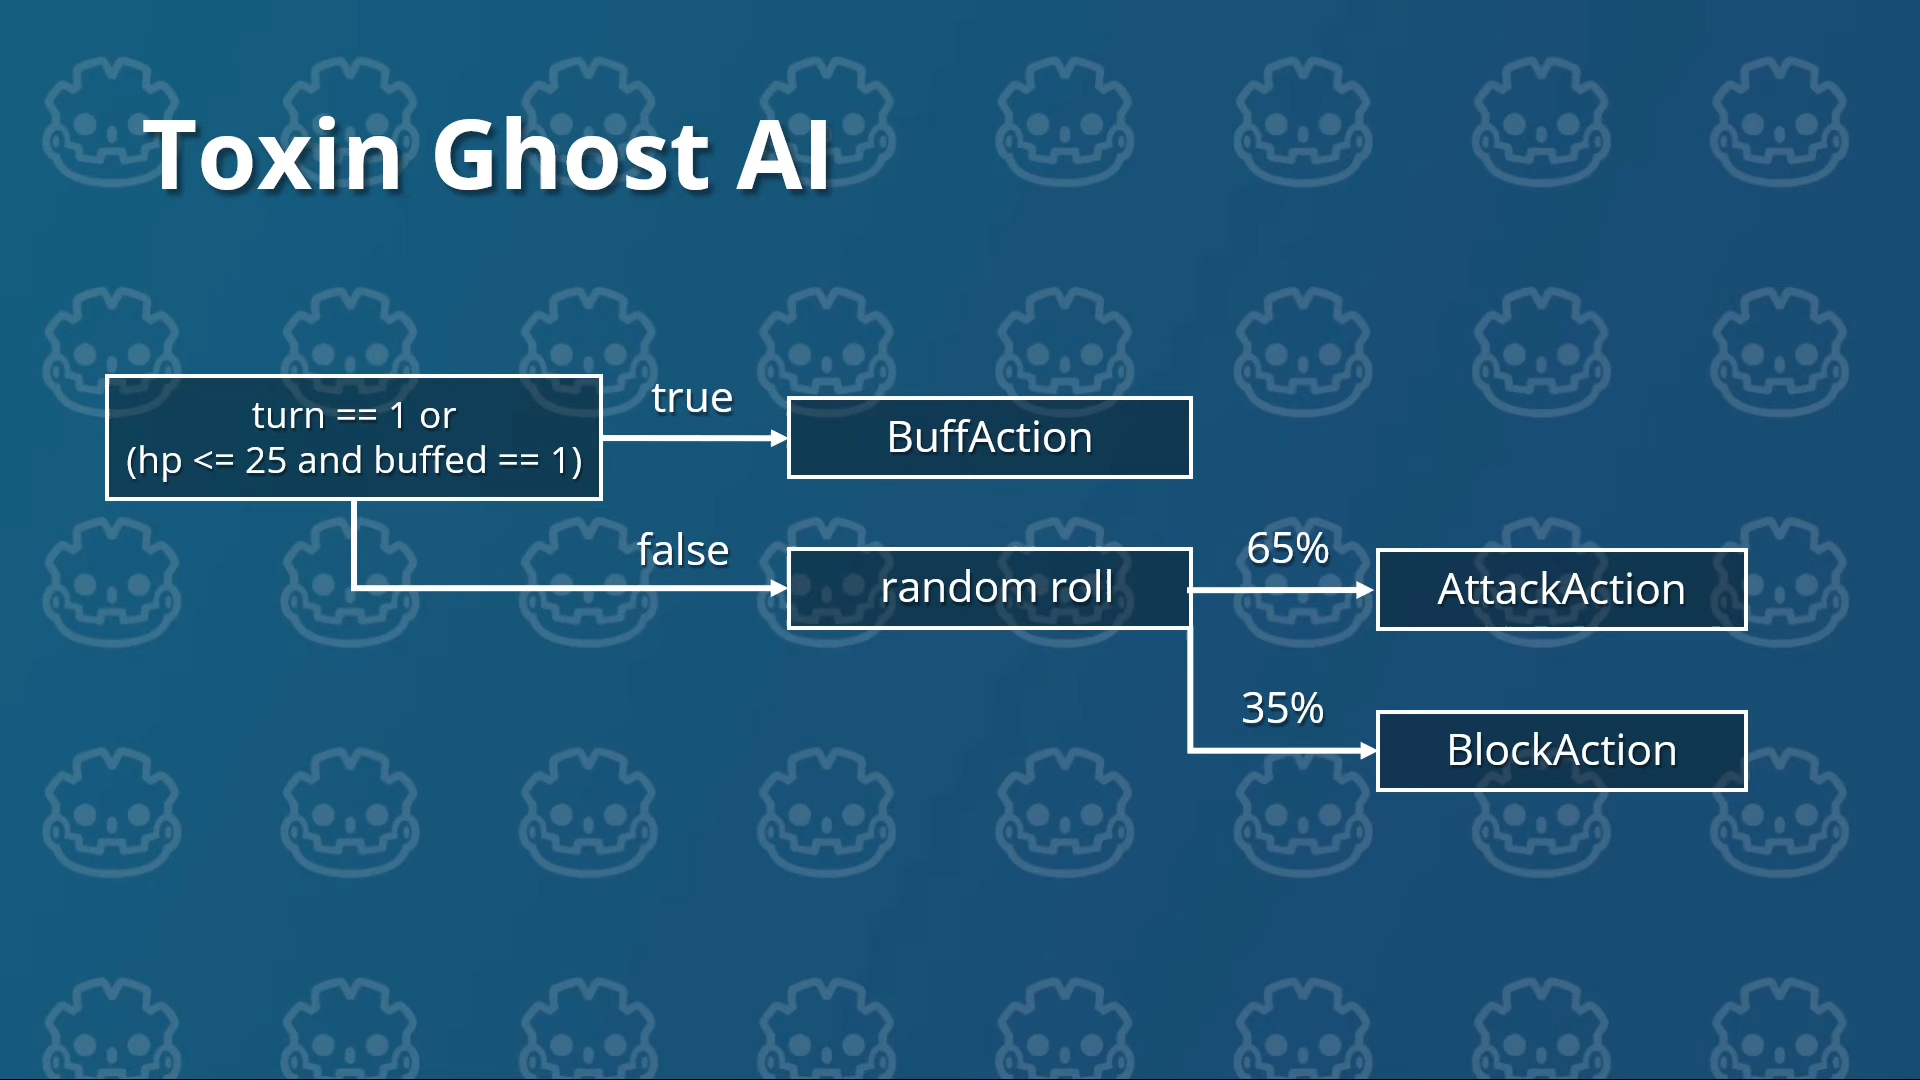 Toxin Ghost AI
turn == 1 or
(hp <= 25 and buffed == 1)
true
BuffAction
false
random roll
65%
AttackAction
35%
BlockAction